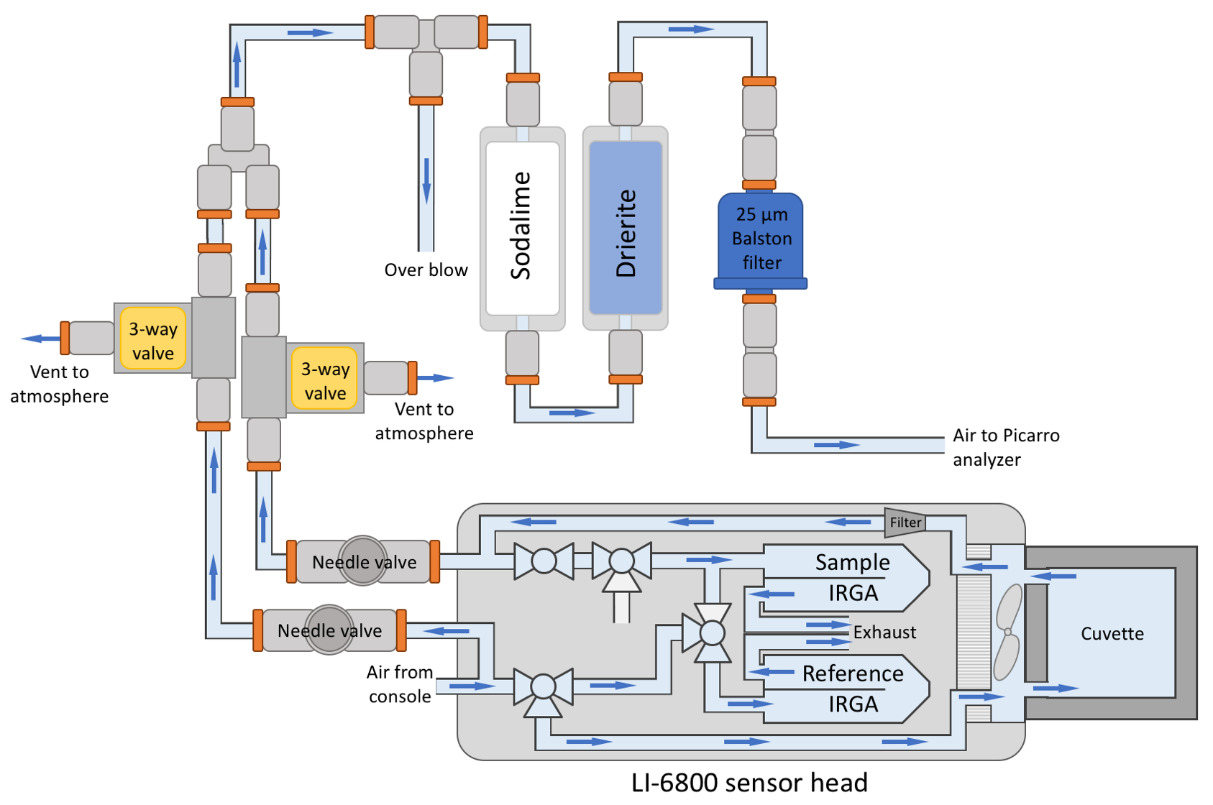 Sodalime
Drierite
25 µm
Balston
filter
Over blow
3-way
valve
Vent to
atmosphere
3-way
valve
Vent to
atmosphere
Air to Picarro
analyzer
Filter
Needle valve
Sample
IRGA
Needle valve
Exhaust
Cuvette
Air from
console
Reference
IRGA
LI-6800 sensor head